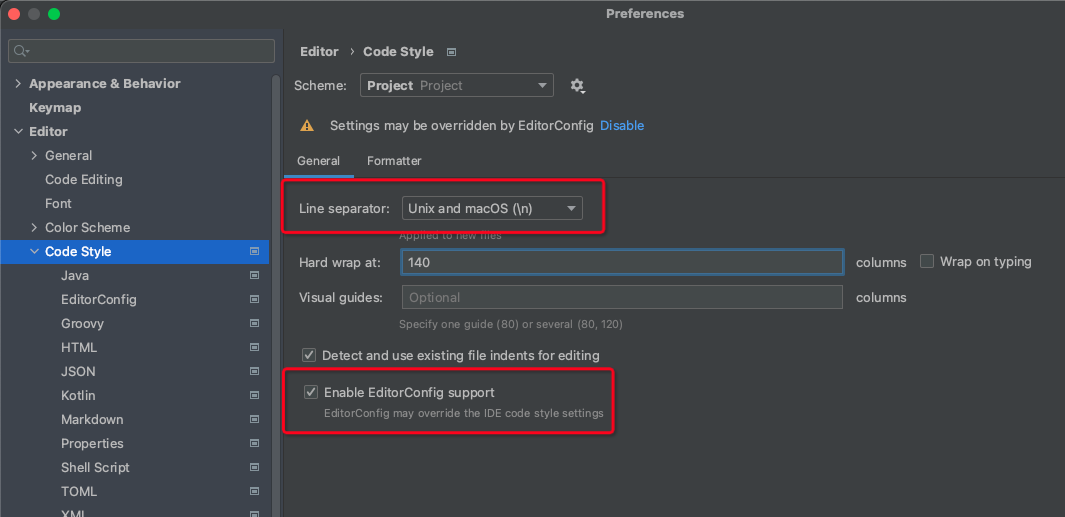 Preferences
Appearance & Behavior
Keymap
Editor
General
Code Editing
Font
Color Scheme
Code Style
Java
EditorConfig
Groovy
HTML
JSON
Kotlin
Markdown
Properties
Shell Script
TOML
XML
Editor › Code Style
Scheme: Project Project
Settings may be overridden by EditorConfig Disable
General Formatter
Line separator: Unix and macOS (\n)
Applied to new files
Hard wrap at: 140 columns Wrap on typing
Visual guides: Optional columns
Specify one guide (80) or several (80, 120)
Detect and use existing file indents for editing
Enable EditorConfig support
EditorConfig may override the IDE code style settings